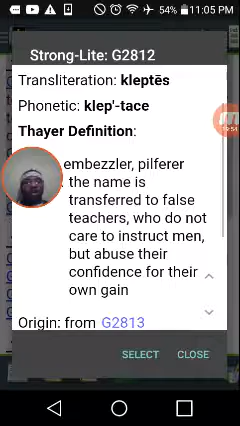 54% 11:05 PM
Strong-Lite: G2812
Transliteration: kleptēs
Phonetic: klep'-tace
Thayer Definition:
embezzler, pilferer
the name is
transferred to false
teachers, who do not
care to instruct men,
but abuse their
confidence for their
own gain
Origin: from G2813
SELECT CLOSE
19:54